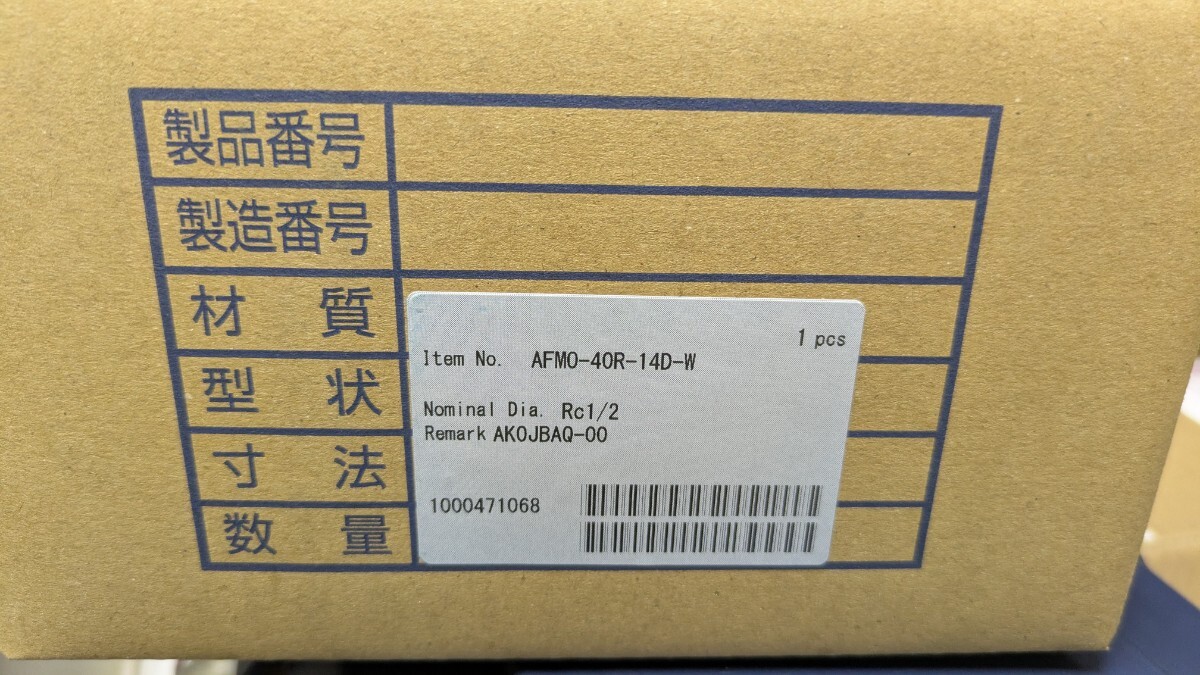 製品番号
製造番号
材質
型状
寸法
数量
1 pcs
Item No. AFMO-40R-14D-W
Nominal Dia. Rc1/2
Remark AKOJBAQ-00
1000471068